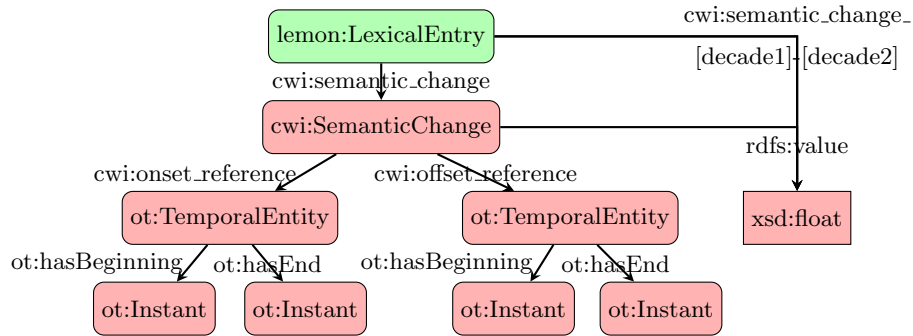 cwi:semantic_change_
lemon:LexicalEntry
[decade1]-[decade2]
cwi:semantic_change
cwi:SemanticChange
rdfs:value
cwi:onset_reference
cwi:offset_reference
ot:TemporalEntity
ot:TemporalEntity
xsd:float
ot:hasBeginning
ot:hasEnd
ot:hasBeginning
ot:hasEnd
ot:Instant
ot:Instant
ot:Instant
ot:Instant